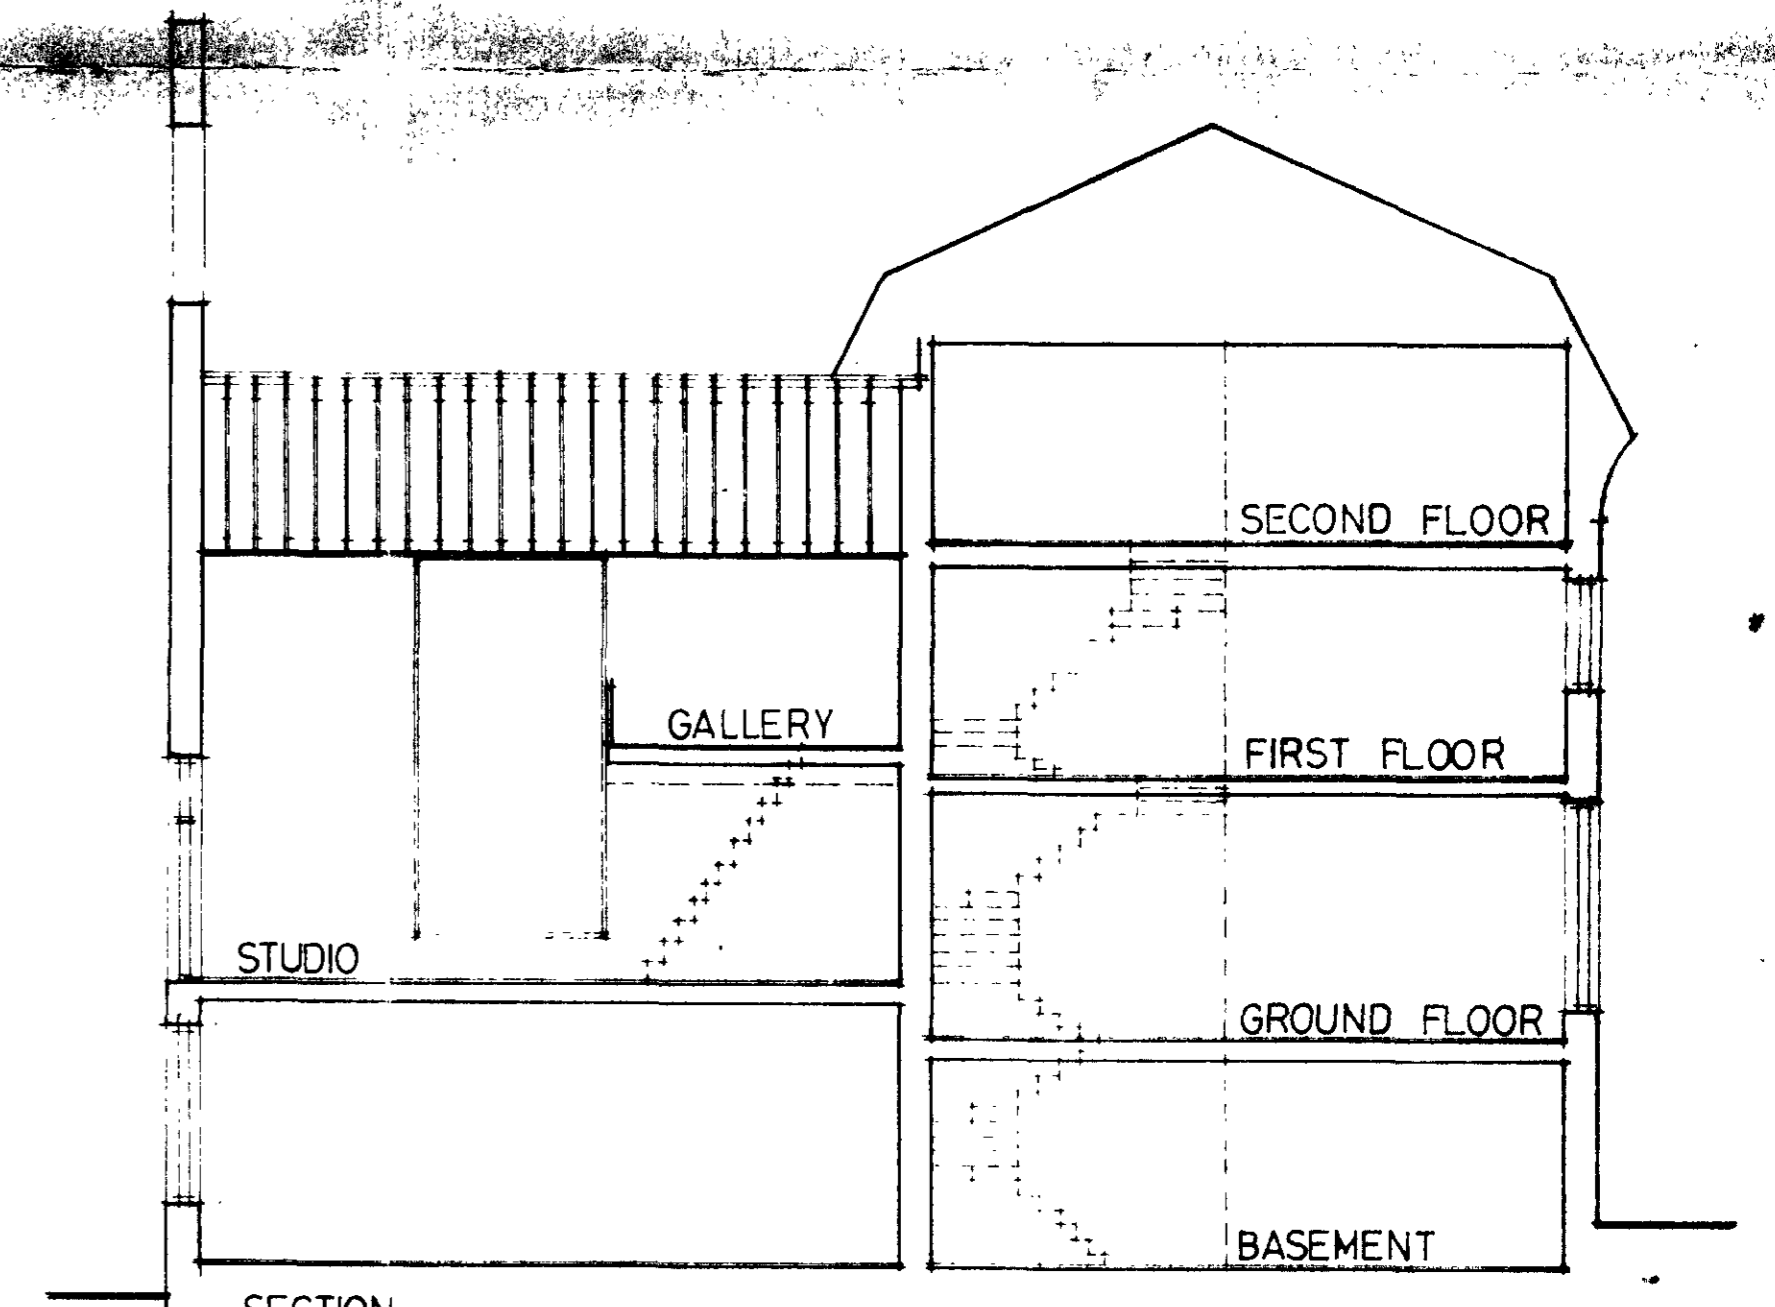 SECOND FLOOR
GALLERY
FIRST FLOOR
STUDIO
GROUND FLOOR
BASEMENT
SECTION